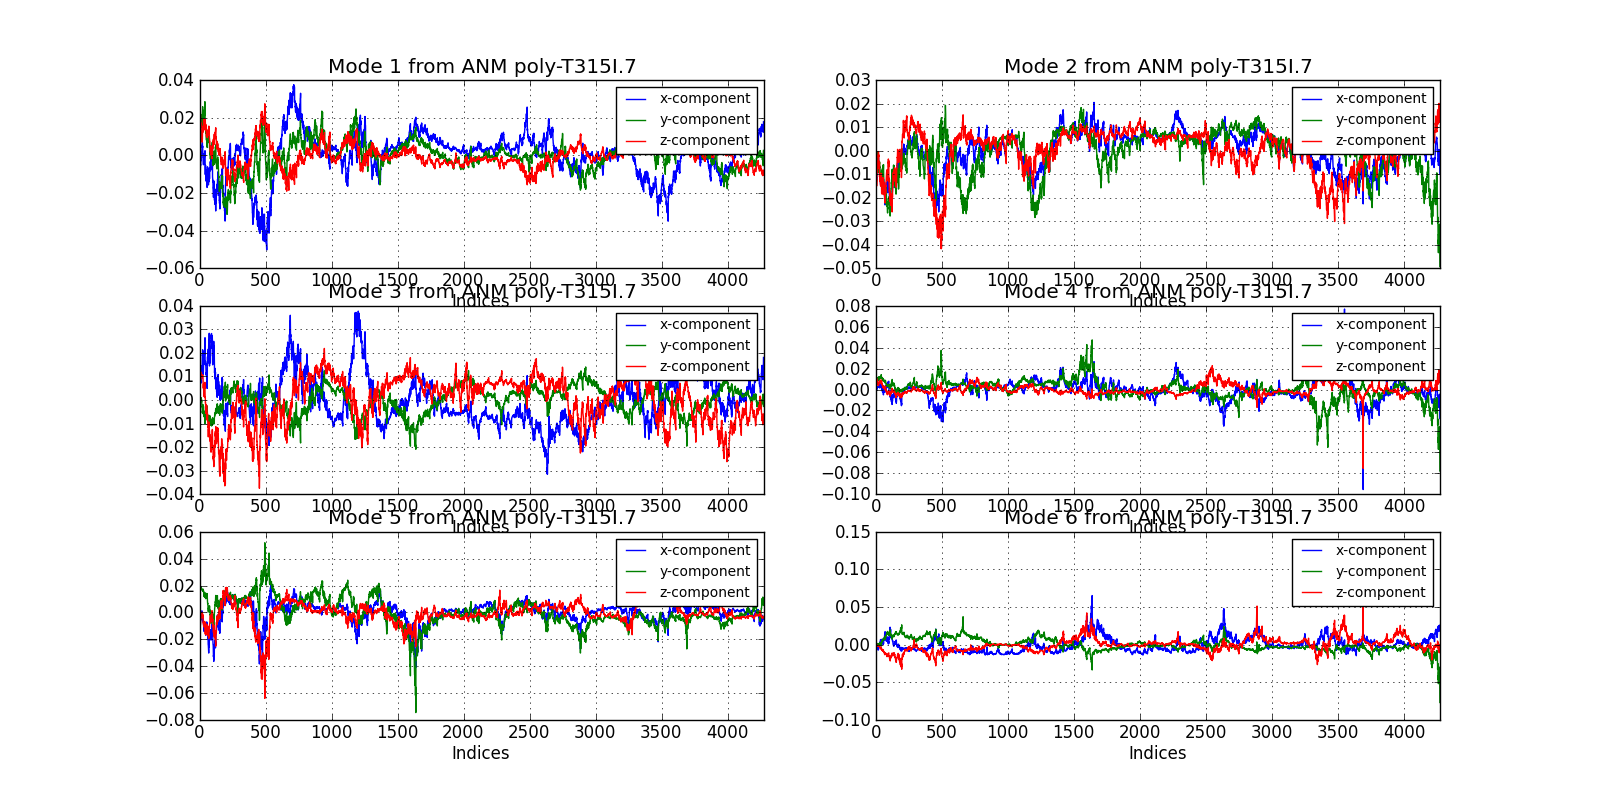 Mode 1 from ANM poly-T315I.7
0.04
0.02
0.00
−0.02
−0.04
−0.06
x-component
y-component
z-component
0 500 1000 1500 2000 2500 3000 3500 4000
Indices
Mode 2 from ANM poly-T315I.7
0.03
0.02
0.01
0.00
−0.01
−0.02
−0.03
−0.04
−0.05
x-component
y-component
z-component
0 500 1000 1500 2000 2500 3000 3500 4000
Indices
Mode 3 from ANM poly-T315I.7
0.04
0.03
0.02
0.01
0.00
−0.01
−0.02
−0.03
−0.04
x-component
y-component
z-component
0 500 1000 1500 2000 2500 3000 3500 4000
Indices
Mode 4 from ANM poly-T315I.7
0.08
0.06
0.04
0.02
0.00
−0.02
−0.04
−0.06
−0.08
−0.10
x-component
y-component
z-component
0 500 1000 1500 2000 2500 3000 3500 4000
Indices
Mode 5 from ANM poly-T315I.7
0.06
0.04
0.02
0.00
−0.02
−0.04
−0.06
−0.08
x-component
y-component
z-component
0 500 1000 1500 2000 2500 3000 3500 4000
Indices
Mode 6 from ANM poly-T315I.7
0.15
0.10
0.05
0.00
−0.05
−0.10
x-component
y-component
z-component
0 500 1000 1500 2000 2500 3000 3500 4000
Indices